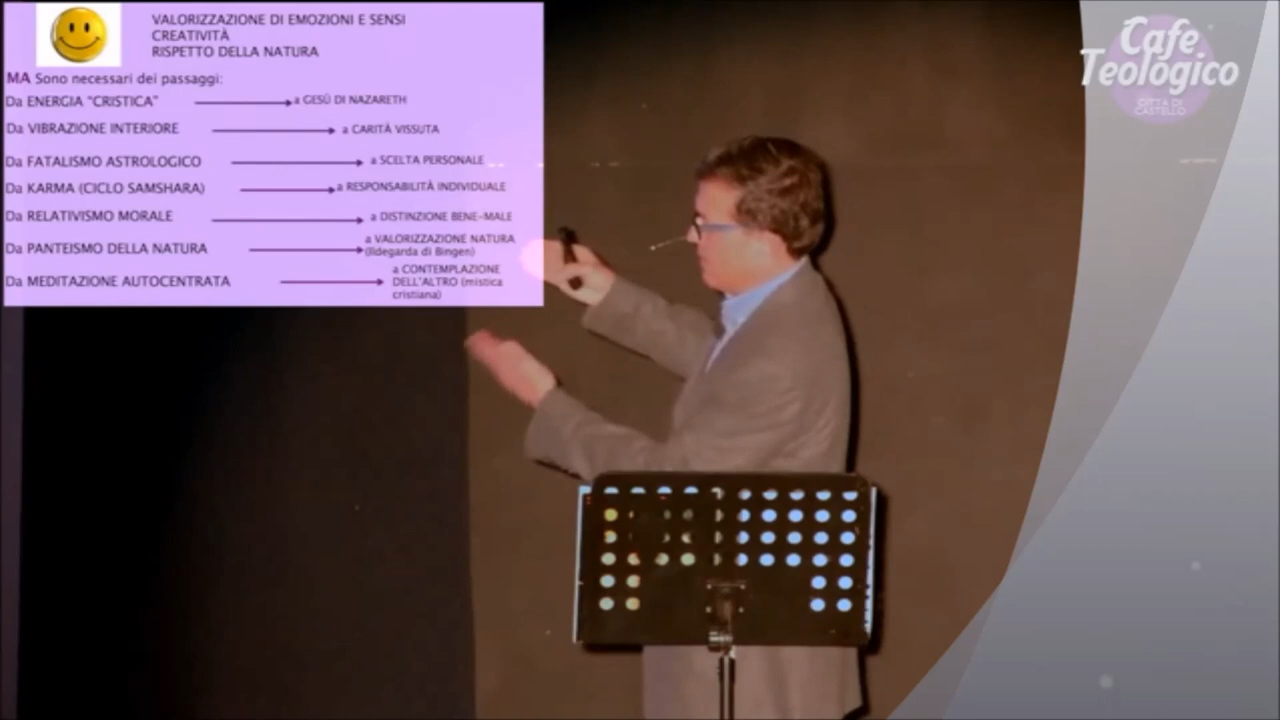 VALORIZZAZIONE DI EMOZIONI E SENSI
CREATIVITÀ
RISPETTO DELLA NATURA
MA Sono necessari dei passaggi:
Da ENERGIA "CRISTICA" a GESÙ DI NAZARETH
Da VIBRAZIONE INTERIORE a CARITÀ VISSUTA
Da FATALISMO ASTROLOGICO a SCELTA PERSONALE
Da KARMA (CICLO SAMSHARA) a RESPONSABILITÀ INDIVIDUALE
Da RELATIVISMO MORALE a DISTINZIONE BENE-MALE
Da PANTEISMO DELLA NATURA a VALORIZZAZIONE NATURA
(Ildegarda di Bingen)
Da MEDITAZIONE AUTOCENTRATA a CONTEMPLAZIONE
DELL'ALTRO (mistica
cristiana)
Cafe
Teologico
CITTÀ DI
CASTELLO